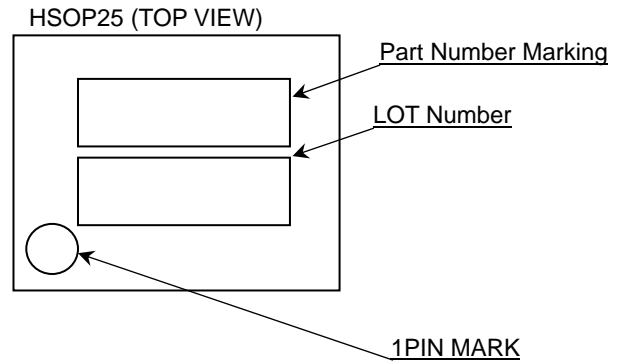 HSOP25 (TOP VIEW)
Part Number Marking
LOT Number
1PIN MARK